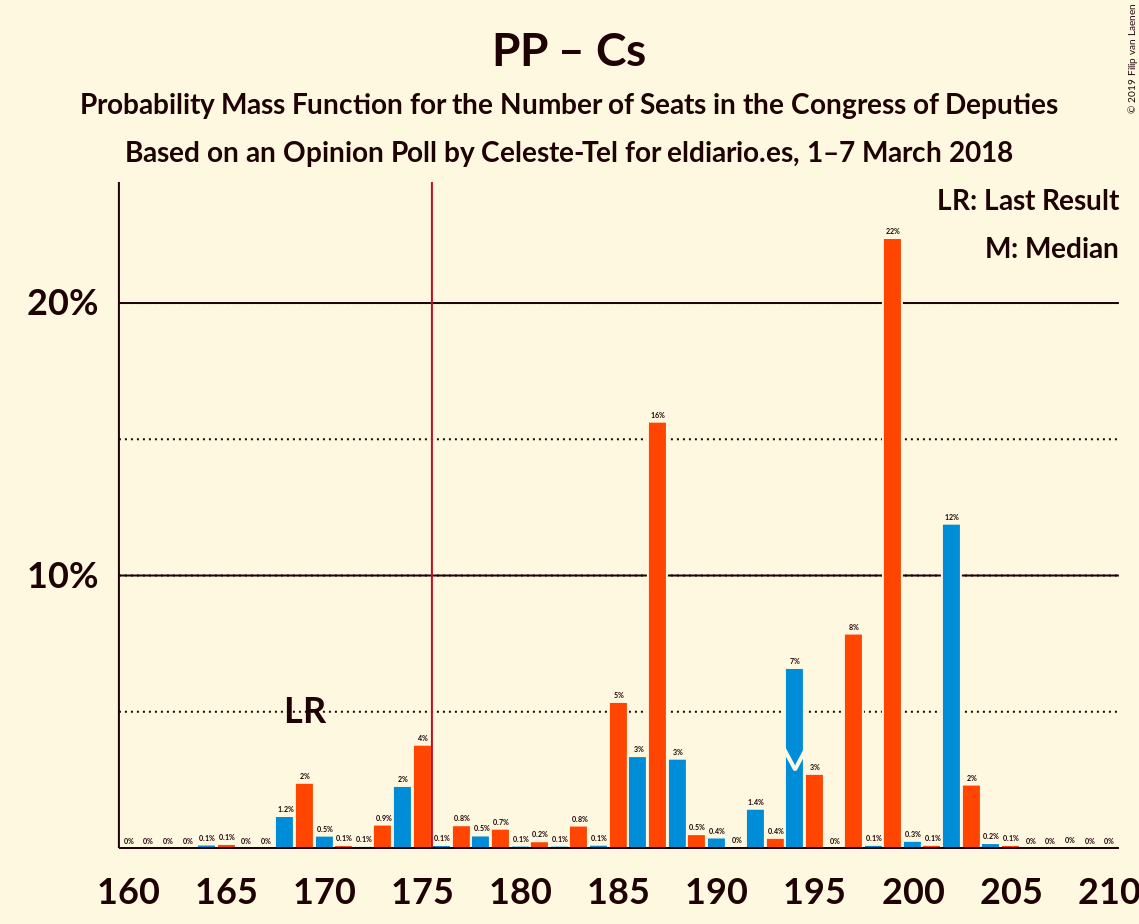 PP – Cs
Probability Mass Function for the Number of Seats in the Congress of Deputies
Based on an Opinion Poll by Celeste-Tel for eldiario.es, 1–7 March 2018
© 2019 Filip van Laenen
LR: Last Result
M: Median
20%
10%
LR
0% 0% 0% 0% 0.1% 0.1% 0% 0% 1.2% 2% 0.5% 0.1% 0.1% 0.9% 2% 4% 0.1% 0.8% 0.5% 0.7% 0.1% 0.2% 0.1% 0.8% 0.1% 5% 3% 16% 3% 0.5% 0.4% 0% 1.4% 0.4% 7% 3% 0% 8% 0.1% 22% 0.3% 0.1% 12% 2% 0.2% 0.1% 0% 0% 0% 0% 0%
160 165 170 175 180 185 190 195 200 205 210